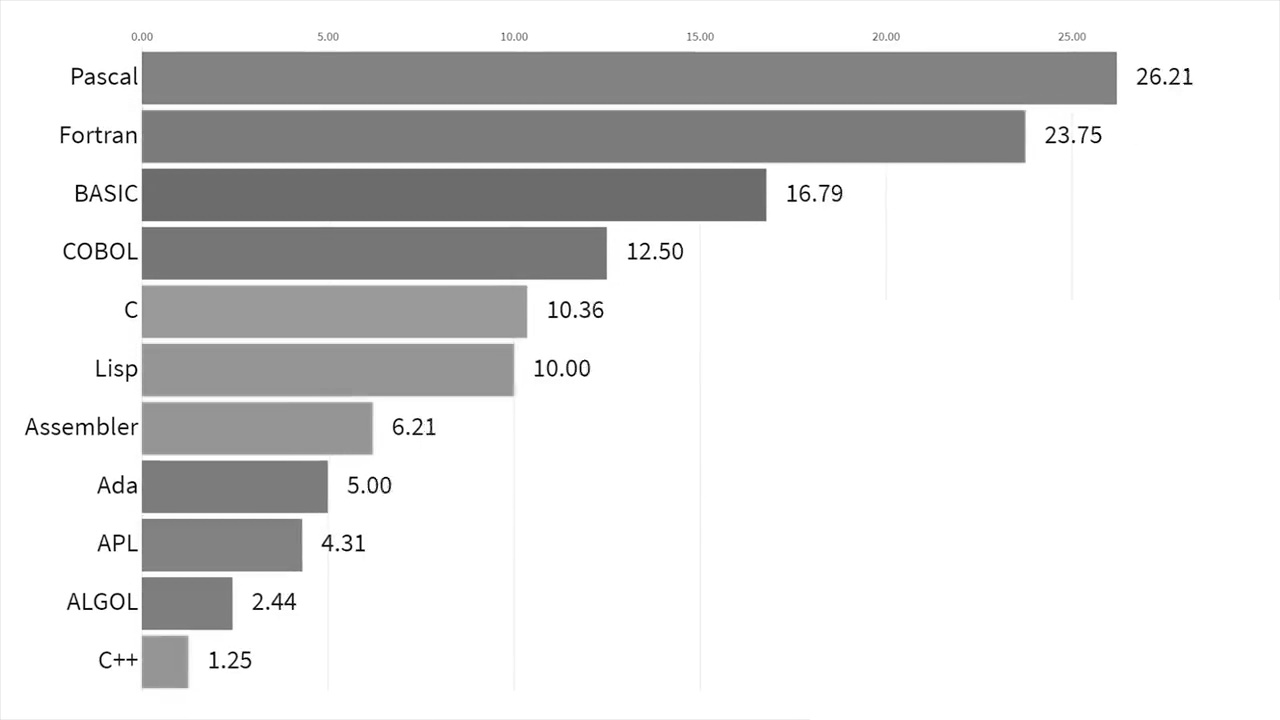 0.00 5.00 10.00 15.00 20.00 25.00
Pascal 26.21
Fortran 23.75
BASIC 16.79
COBOL 12.50
C 10.36
Lisp 10.00
Assembler 6.21
Ada 5.00
APL 4.31
ALGOL 2.44
C++ 1.25